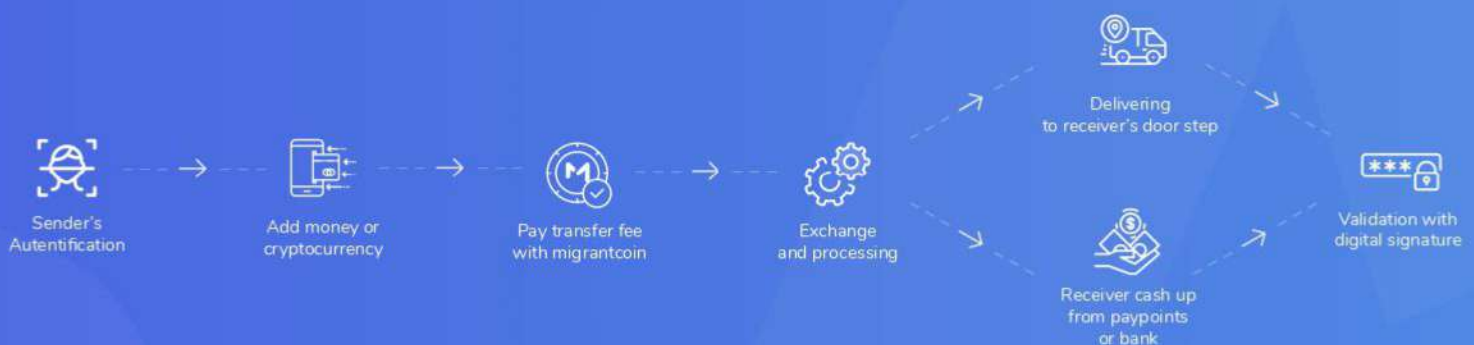 Sender's
Autentification
Add money or
cryptocurrency
M
Pay transfer fee
with migrantcoin
Exchange
and processing
Delivering
to receiver's door step
$
Receiver cash up
from paypoints
or bank
***
Validation with
digital signature